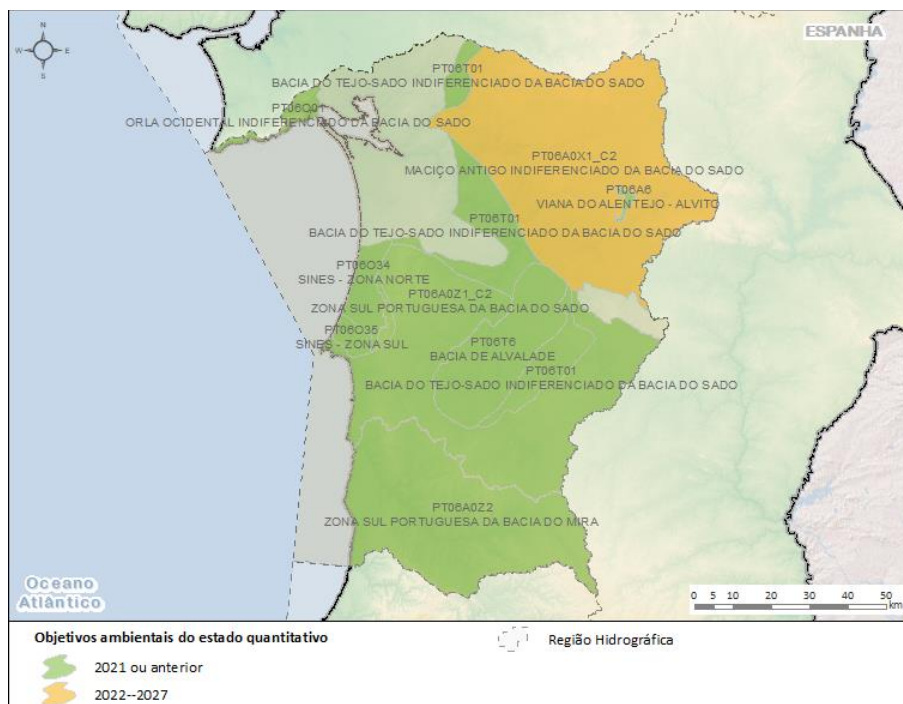 N
W
E
S
ESPANHA
PT06T01
BACIA DO TEJO-SADO INDIFERENCIADO DA BACIA DO SADO
PT06O01
ORLA OCIDENTAL INDIFERENCIADO DA BACIA DO SADO
PT06A0X1_C2
MACIÇO ANTIGO INDIFERENCIADO DA BACIA DO SADO
PT06A6
VIANA DO ALENTEJO - ALVITO
PT06T01
BACIA DO TEJO-SADO INDIFERENCIADO DA BACIA DO SADO
PT06O34
SINES - ZONA NORTE
PT06A0Z1_C2
ZONA SUL PORTUGUESA DA BACIA DO SADO
PT06O35
SINES - ZONA SUL
PT06T6
BACIA DE ALVALADE
PT06T01
BACIA DO TEJO-SADO INDIFERENCIADO DA BACIA DO SADO
PT06A0Z2
ZONA SUL PORTUGUESA DA BACIA DO MIRA
Oceano
Atlântico
0 5 10 20 30 40 50
km
Objetivos ambientais do estado quantitativo
Região Hidrográfica
2021 ou anterior
2022--2027